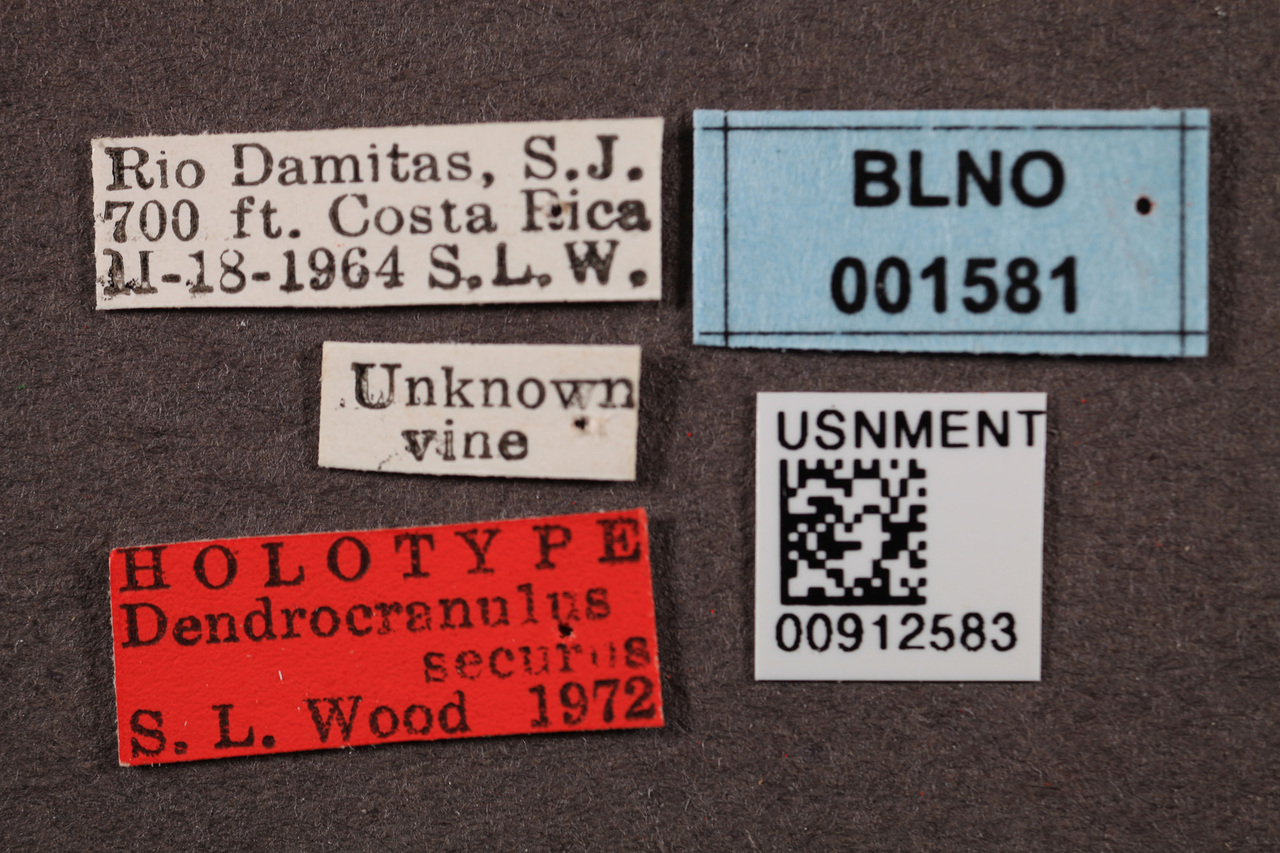 Rio Damitas, S.J.
700 ft. Costa Rica
II-18-1964 S.L.W.
Unknown
vine
HOLOTYPE
Dendrocranulus
securus
S. L. Wood 1972
BLNO
001581
USNMENT
00912583